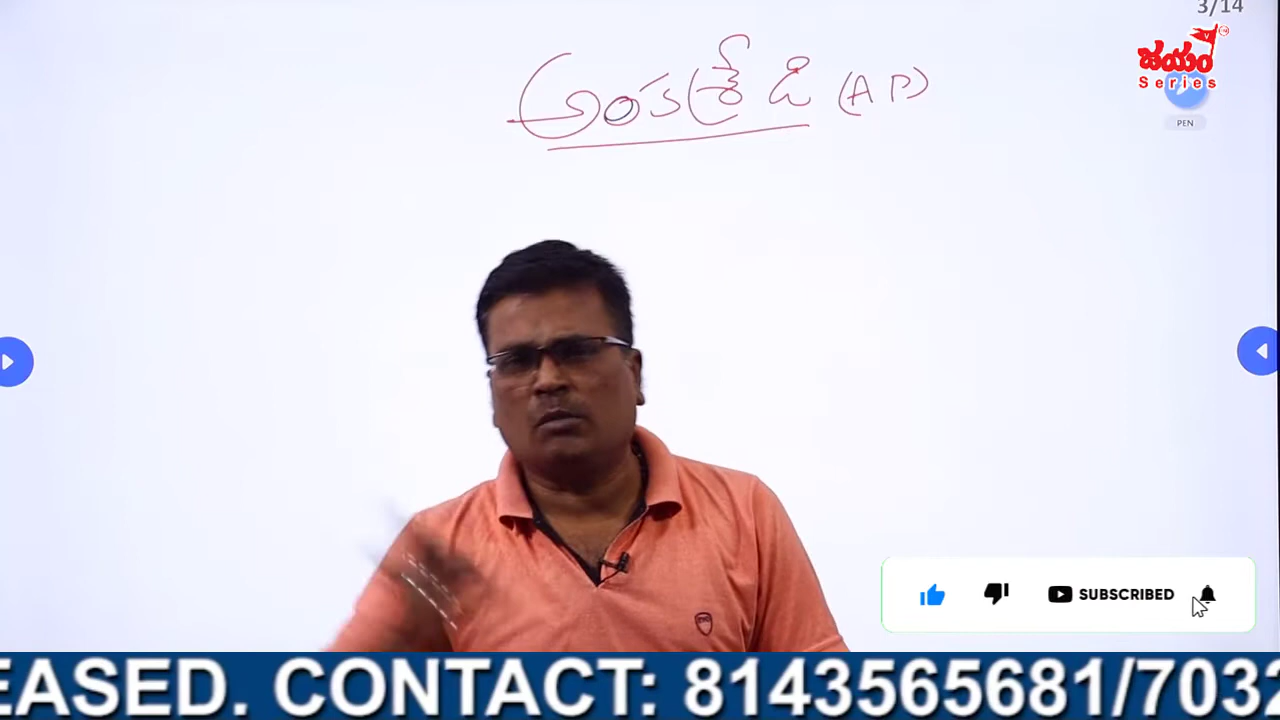 3/14
అంకశ్రేడి (AP)
జయం
Series
PEN
SUBSCRIBED
EASED. CONTACT: 8143565681/7032